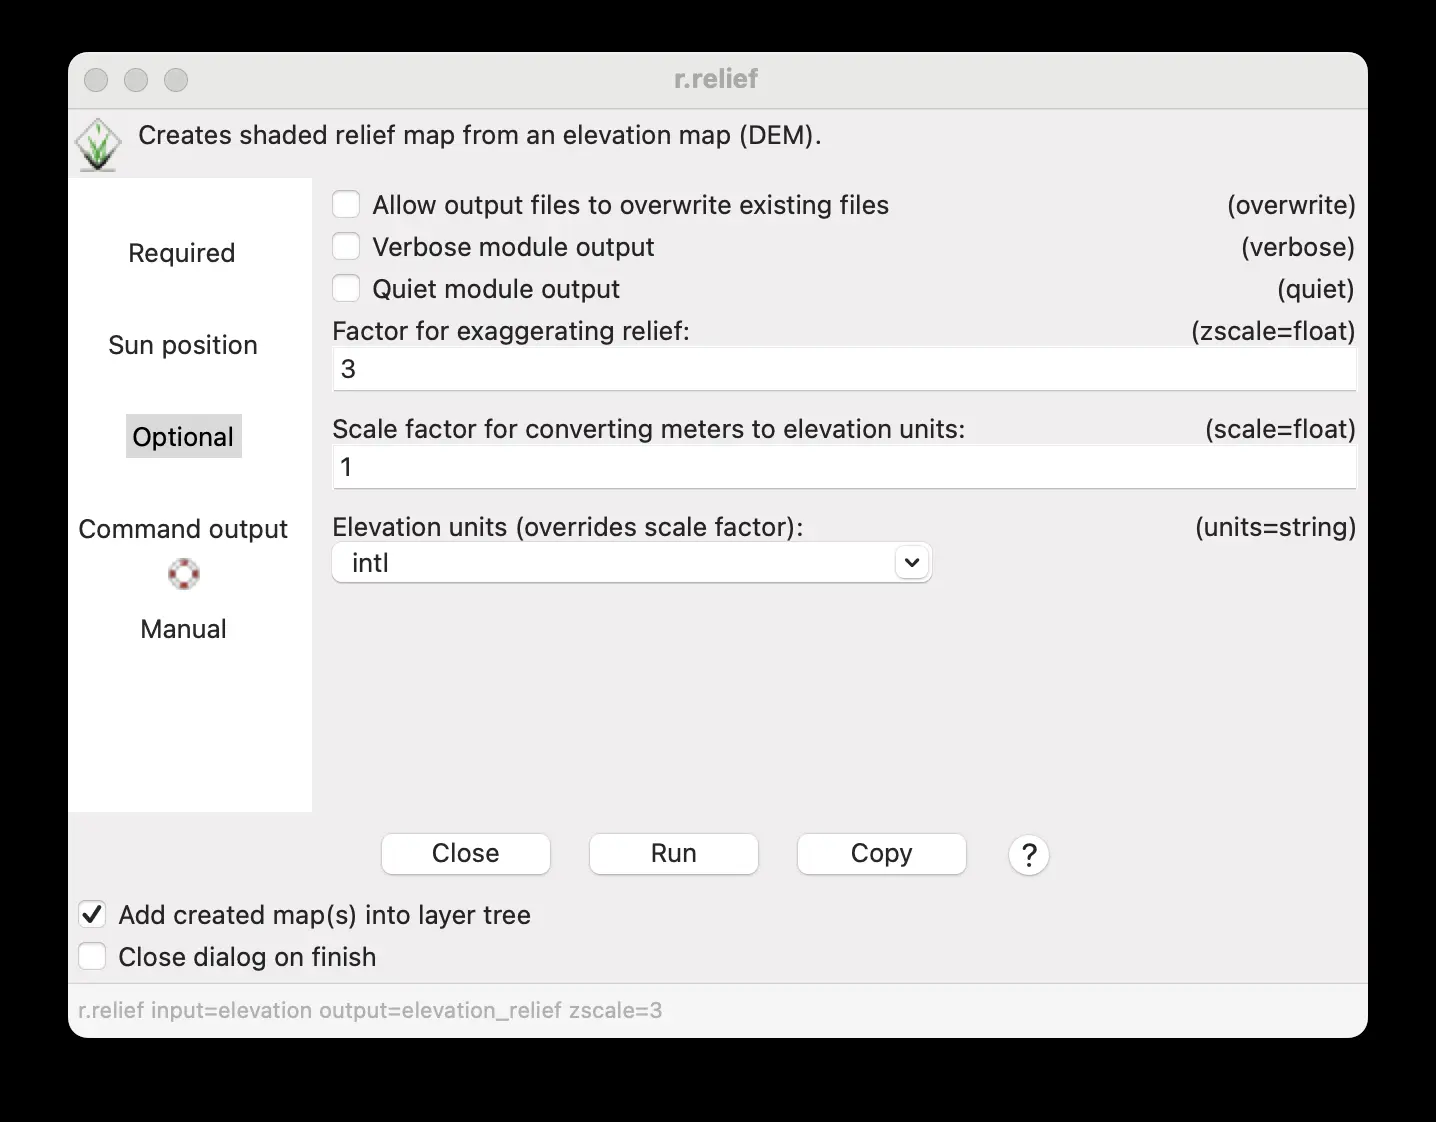 r.relief
Creates shaded relief map from an elevation map (DEM).
Required
Sun position
Optional
Command output
Manual
Allow output files to overwrite existing files (overwrite)
Verbose module output (verbose)
Quiet module output (quiet)
Factor for exaggerating relief: (zscale=float)
3
Scale factor for converting meters to elevation units: (scale=float)
1
Elevation units (overrides scale factor): (units=string)
intl
Close Run Copy ?
Add created map(s) into layer tree
Close dialog on finish
r.relief input=elevation output=elevation_relief zscale=3